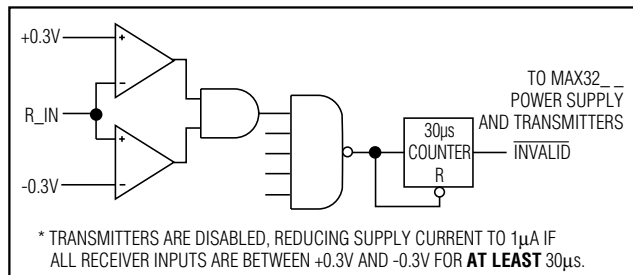 +0.3V
R_IN
-0.3V
+
-
+
-
30µs
COUNTER
R
TO MAX32_ _
POWER SUPPLY
AND TRANSMITTERS
INVALID
* TRANSMITTERS ARE DISABLED, REDUCING SUPPLY CURRENT TO 1µA IF
ALL RECEIVER INPUTS ARE BETWEEN +0.3V AND -0.3V FOR AT LEAST 30µs.